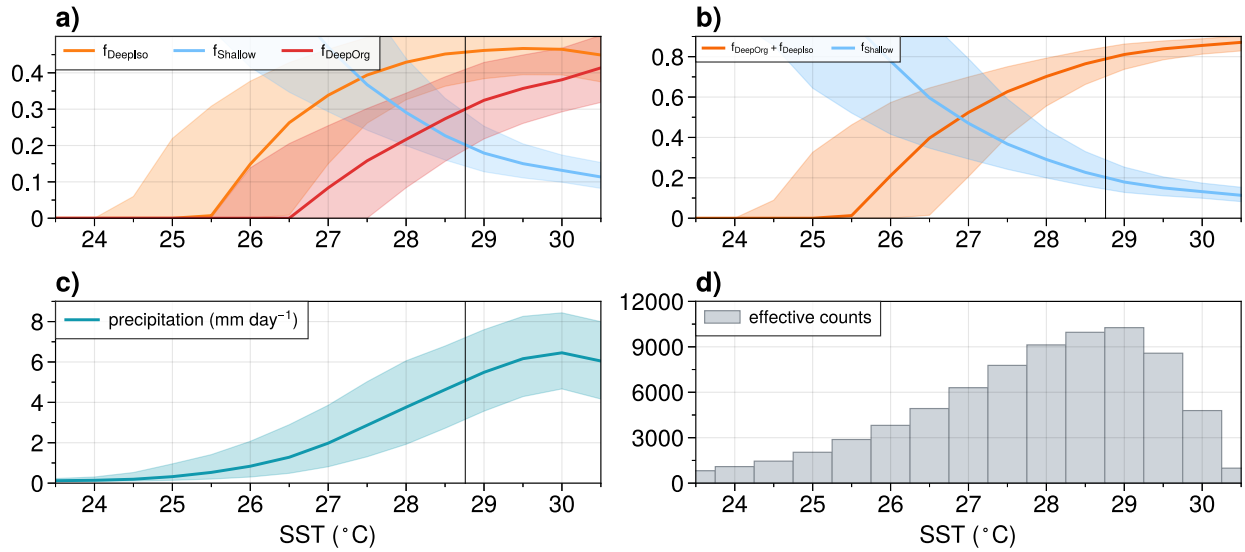 a)
f_DeepIso f_Shallow f_DeepOrg
0.4
0.3
0.2
0.1
0
24 25 26 27 28 29 30
b)
f_DeepOrg + f_DeepIso f_Shallow
0.8
0.6
0.4
0.2
0
24 25 26 27 28 29 30
c)
precipitation (mm day⁻¹)
8
6
4
2
0
24 25 26 27 28 29 30
SST (°C)
d)
effective counts
12000
9000
6000
3000
0
24 25 26 27 28 29 30
SST (°C)